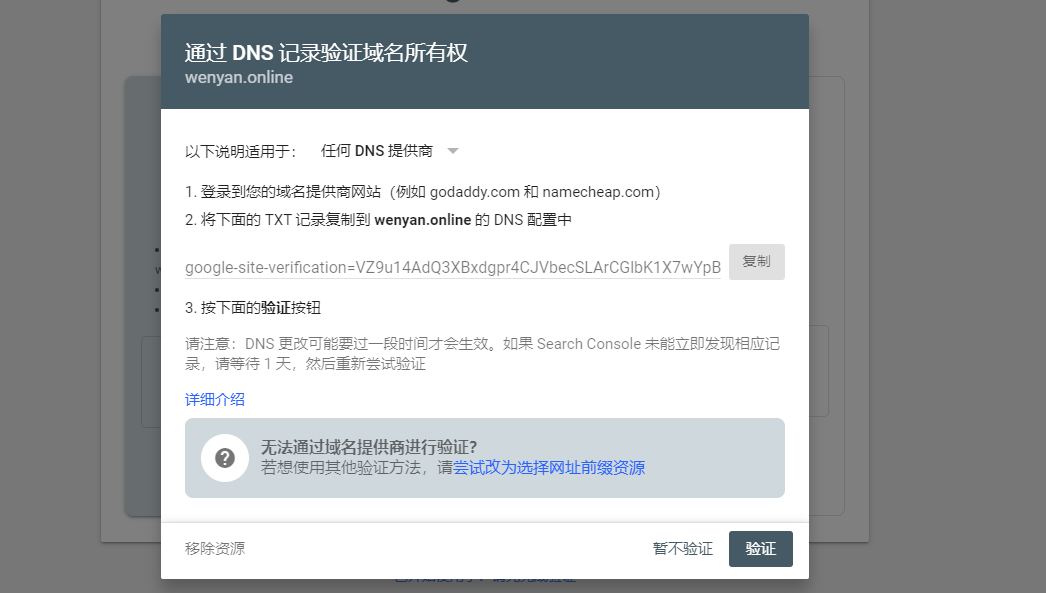 通过 DNS 记录验证域名所有权
wenyan.online
以下说明适用于： 任何 DNS 提供商
1. 登录到您的域名提供商网站（例如 godaddy.com 和 namecheap.com）
2. 将下面的 TXT 记录复制到 wenyan.online 的 DNS 配置中
google-site-verification=VZ9u14AdQ3XBxdgpr4CJVbecSLArCGIbK1X7wYpB 复制
3. 按下面的验证按钮
请注意：DNS 更改可能要过一段时间才会生效。如果 Search Console 未能立即发现相应记
录，请等待 1 天，然后重新尝试验证
详细介绍
无法通过域名提供商进行验证?
若想使用其他验证方法，请尝试改为选择网址前缀资源
移除资源 暂不验证 验证